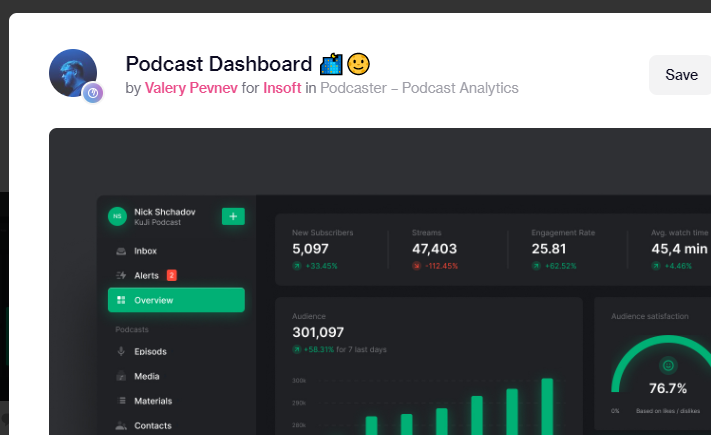 Podcast Dashboard
by Valery Pevnev for Insoft in Podcaster – Podcast Analytics
Save
NS
Nick Shchadov
KuJi Podcast
+
Inbox
Alerts 2
Overview
Podcasts
Episods
Media
Materials
Contacts
New Subscribers
5,097
+33.45%
Streams
47,403
-112.45%
Engagement Rate
25.81
+62.52%
Avg. watch time
45,4 min
+4.46%
Audience
301,097
+58.31% for 7 last days
300k
290k
280k
Audience satisfaction
76.7%
0%
Based on likes / dislikes